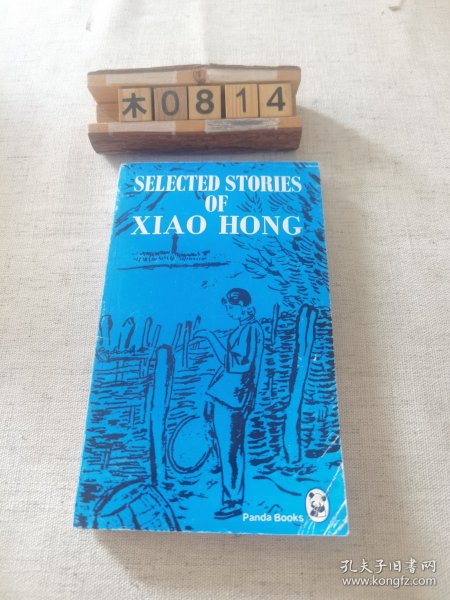 木0814
SELECTED STORIES
OF
XIAO HONG
Panda Books
孔夫子旧书网
www.kongfz.com